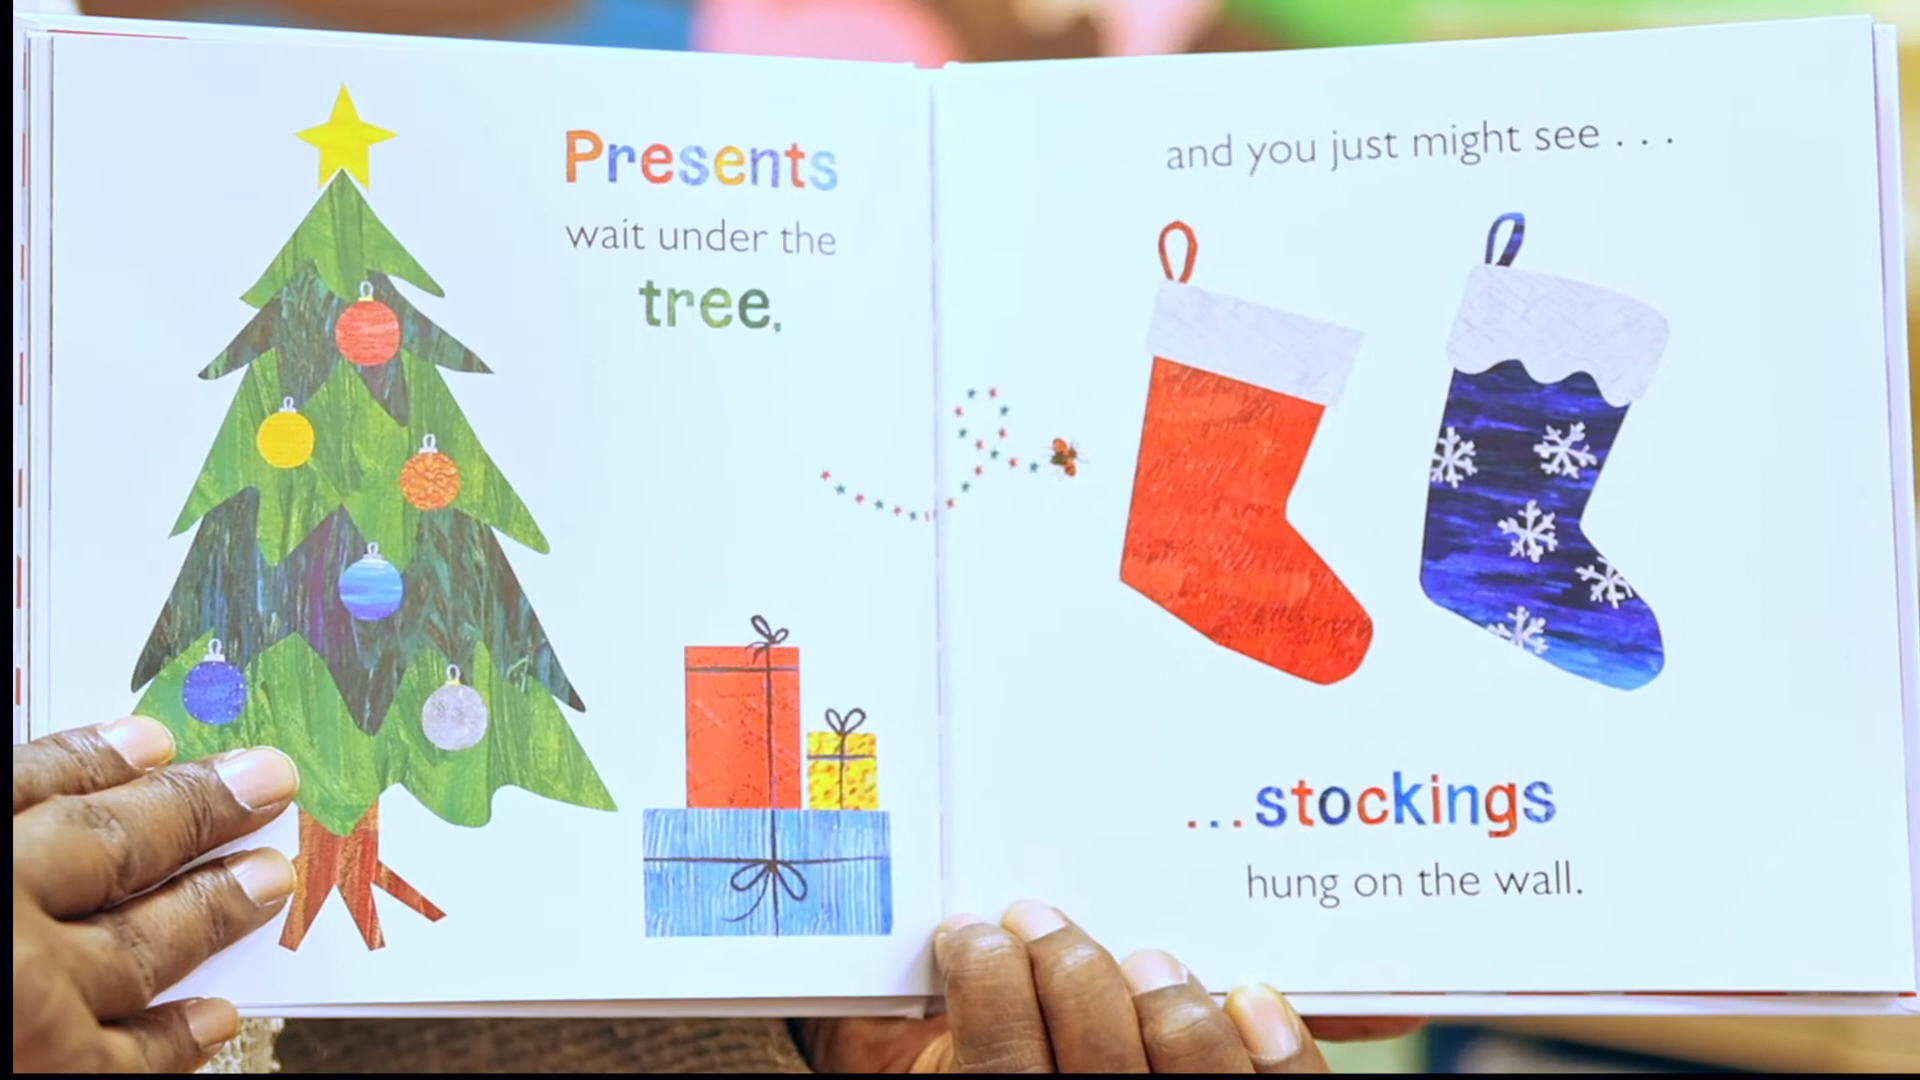 Presents
wait under the
tree,
and you just might see . . .
...stockings
hung on the wall.